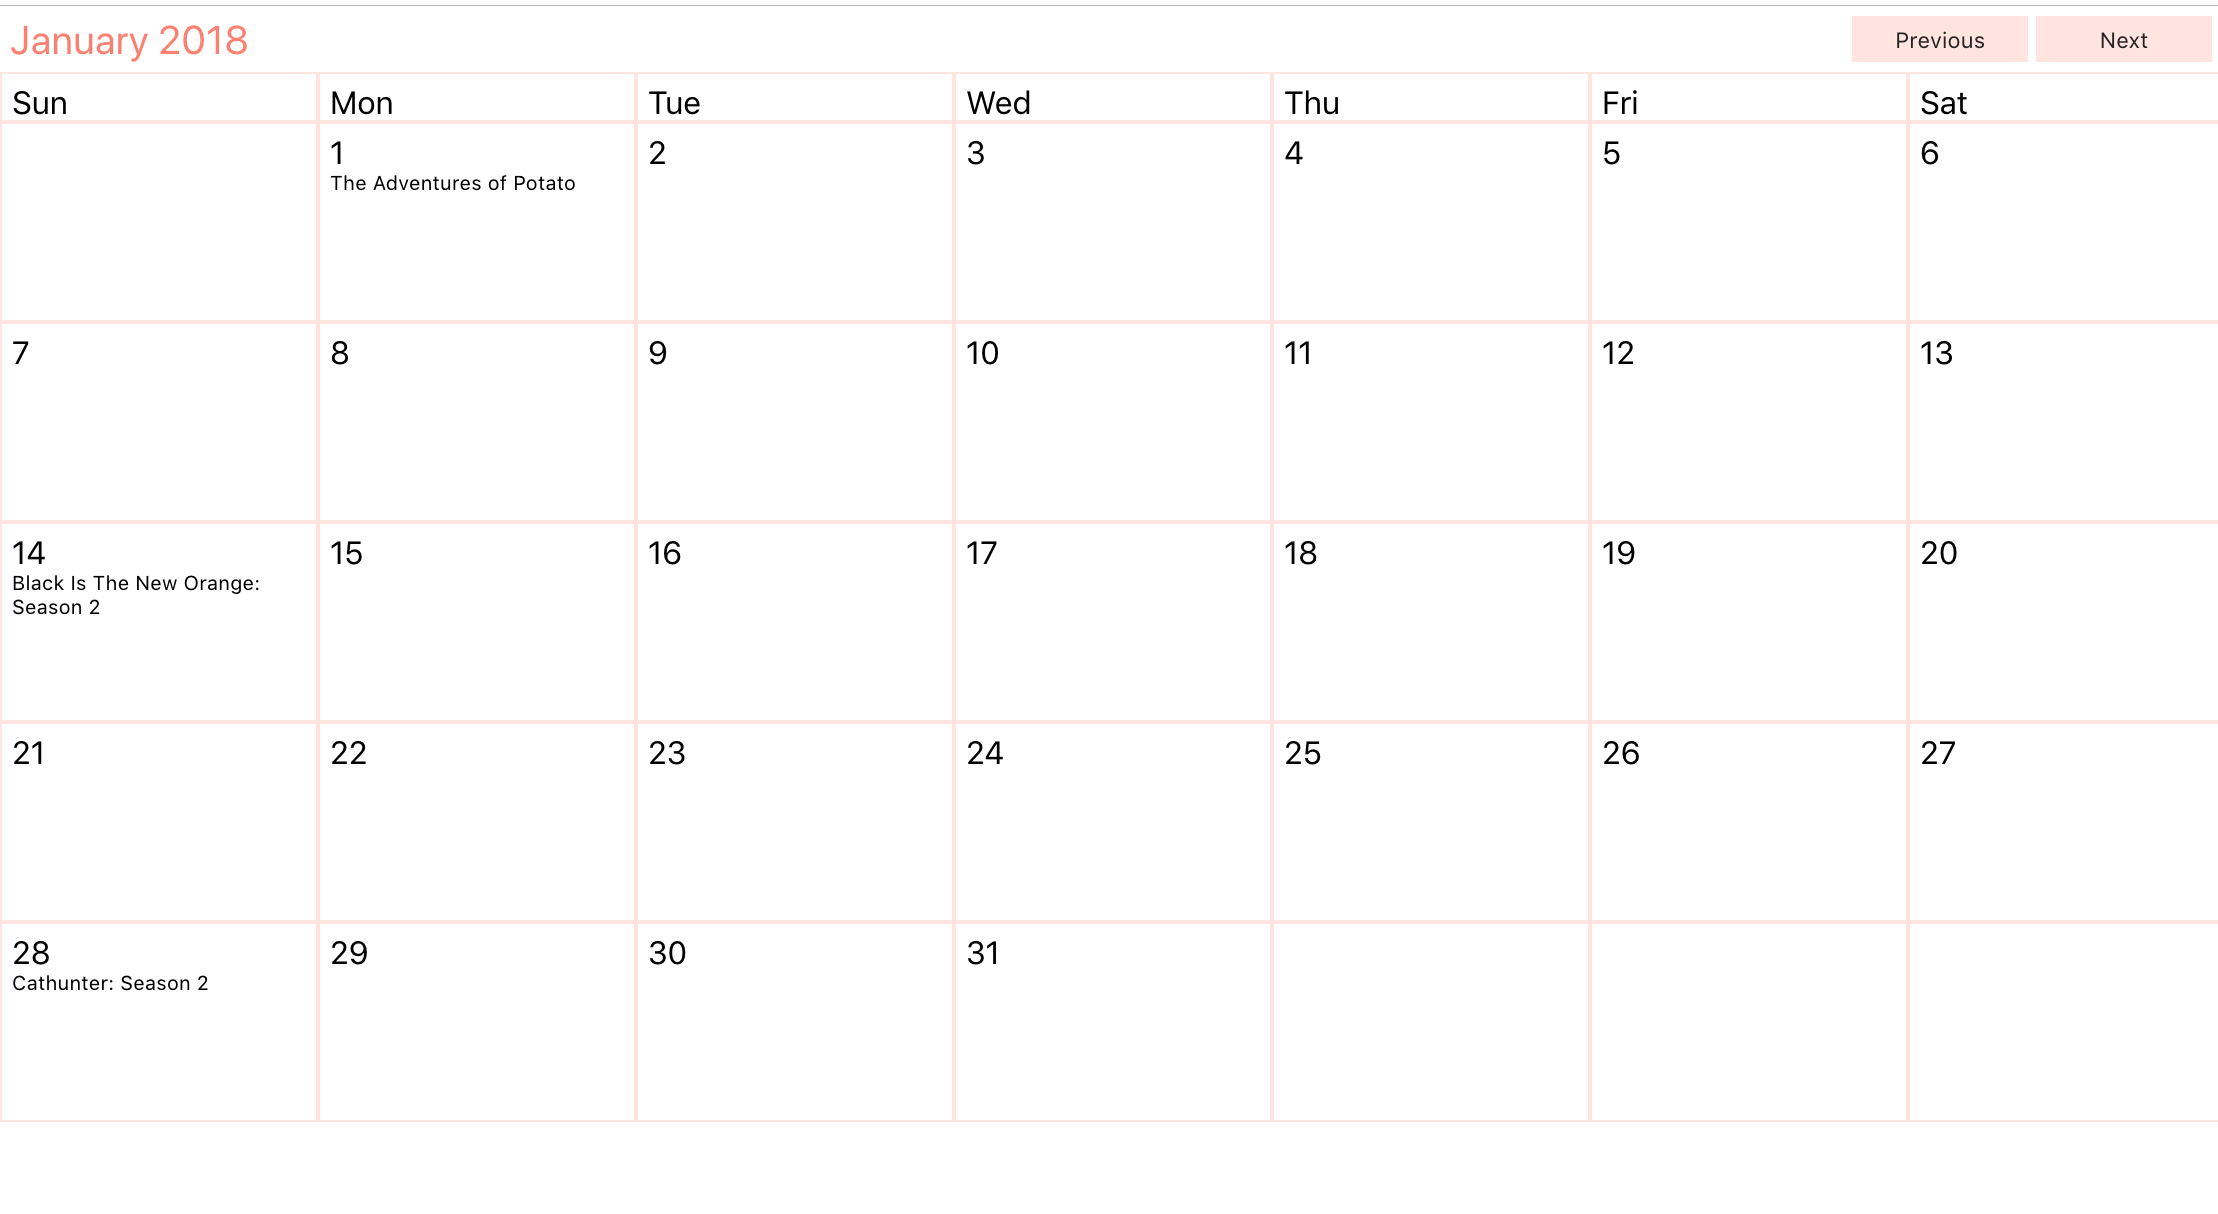 January 2018
Previous Next
Sun Mon Tue Wed Thu Fri Sat
1 2 3 4 5 6
The Adventures of Potato
7 8 9 10 11 12 13
14 15 16 17 18 19 20
Black Is The New Orange:
Season 2
21 22 23 24 25 26 27
28 29 30 31
Cathunter: Season 2